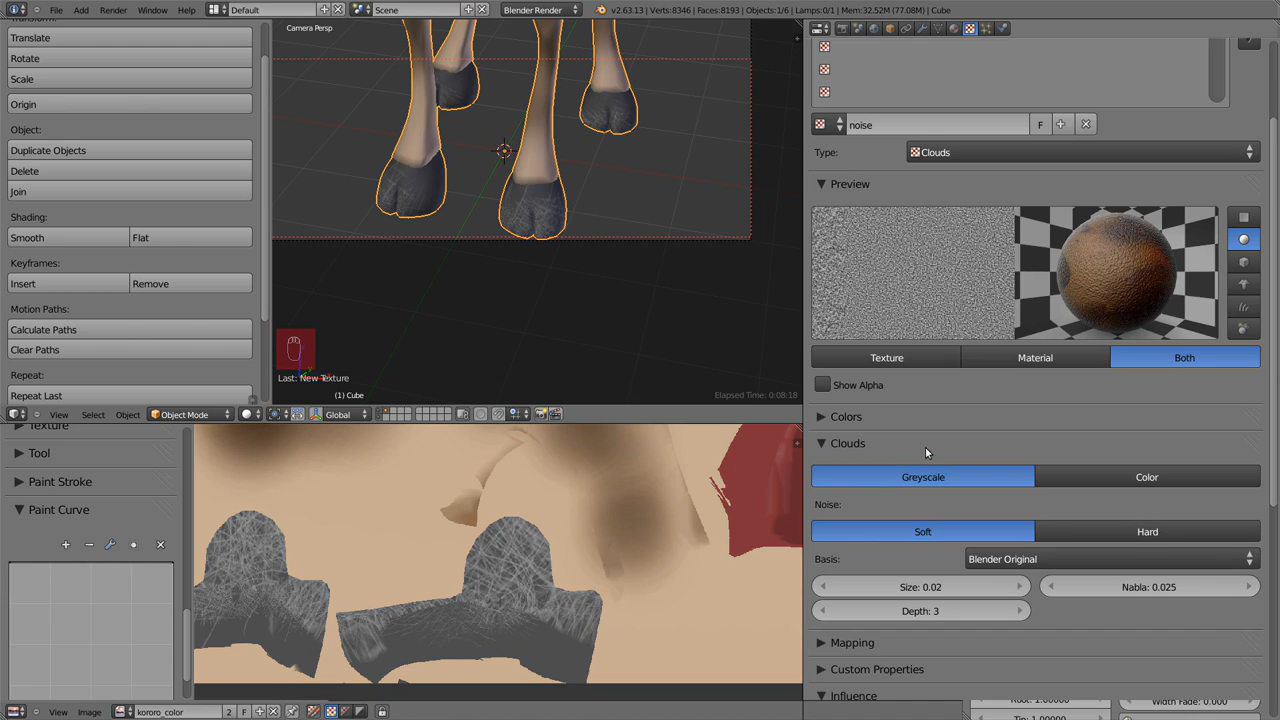 File Add Render Window Help Default Scene Blender Render v2.63.13 | Verts:8346 | Faces:8193 | Objects:1/6 | Lamps:0/1 | Mem:32.52M (77.08M) | Cube
Translate
Rotate
Scale
Origin
Object:
Duplicate Objects
Delete
Join
Shading:
Smooth Flat
Keyframes:
Insert Remove
Motion Paths:
Calculate Paths
Clear Paths
Repeat:
Repeat Last
Camera Persp
Last: New Texture
(1) Cube
Elapsed Time: 0:08:18
View Select Object Object Mode Global
Texture
Tool
Paint Stroke
Paint Curve
View Image kororo_color 2 F
noise F
Type: Clouds
Preview
Texture Material Both
Show Alpha
Colors
Clouds
Greyscale Color
Noise:
Soft Hard
Basis: Blender Original
Size: 0.02 Nabla: 0.025
Depth: 3
Mapping
Custom Properties
Influence
Width Fade: 0.000